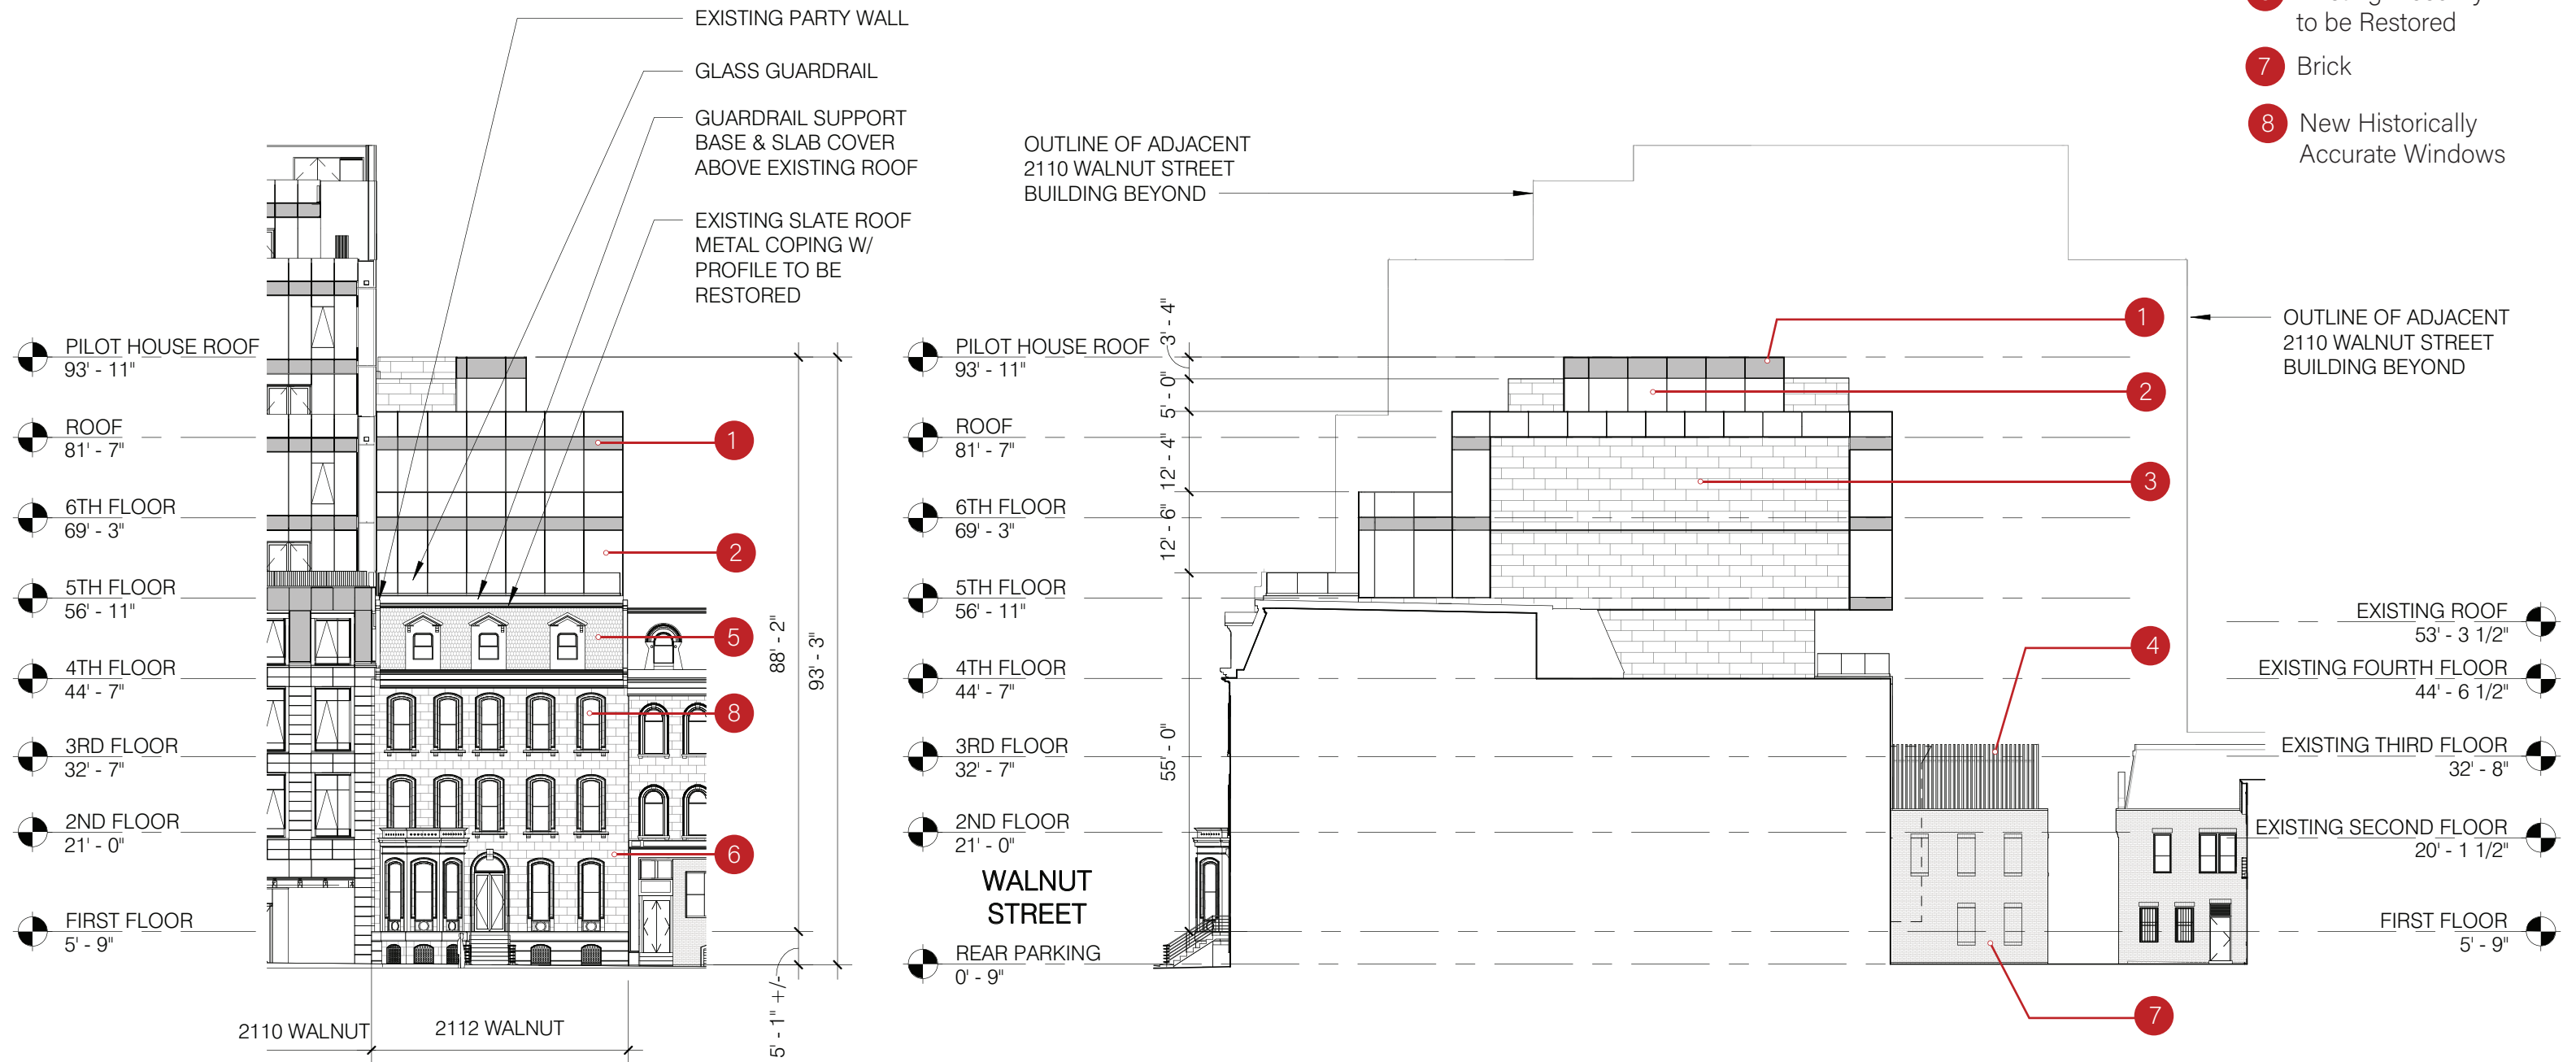 EXISTING PARTY WALL
GLASS GUARDRAIL
GUARDRAIL SUPPORT
BASE & SLAB COVER
ABOVE EXISTING ROOF
EXISTING SLATE ROOF
METAL COPING W/
PROFILE TO BE
RESTORED
PILOT HOUSE ROOF
93' - 11"
ROOF
81' - 7"
6TH FLOOR
69' - 3"
5TH FLOOR
56' - 11"
4TH FLOOR
44' - 7"
3RD FLOOR
32' - 7"
2ND FLOOR
21' - 0"
FIRST FLOOR
5' - 9"
1
2
5
8
6
88' - 2"
93' - 3"
5' - 1" +/-
2110 WALNUT
2112 WALNUT
OUTLINE OF ADJACENT
2110 WALNUT STREET
BUILDING BEYOND
PILOT HOUSE ROOF
93' - 11"
ROOF
81' - 7"
6TH FLOOR
69' - 3"
5TH FLOOR
56' - 11"
4TH FLOOR
44' - 7"
3RD FLOOR
32' - 7"
2ND FLOOR
21' - 0"
WALNUT
STREET
REAR PARKING
0' - 9"
3' - 4"
5' - 0"
12' - 4"
12' - 6"
55' - 0"
1
2
3
4
7
to be Restored
7 Brick
8 New Historically
Accurate Windows
OUTLINE OF ADJACENT
2110 WALNUT STREET
BUILDING BEYOND
EXISTING ROOF
53' - 3 1/2"
EXISTING FOURTH FLOOR
44' - 6 1/2"
EXISTING THIRD FLOOR
32' - 8"
EXISTING SECOND FLOOR
20' - 1 1/2"
FIRST FLOOR
5' - 9"